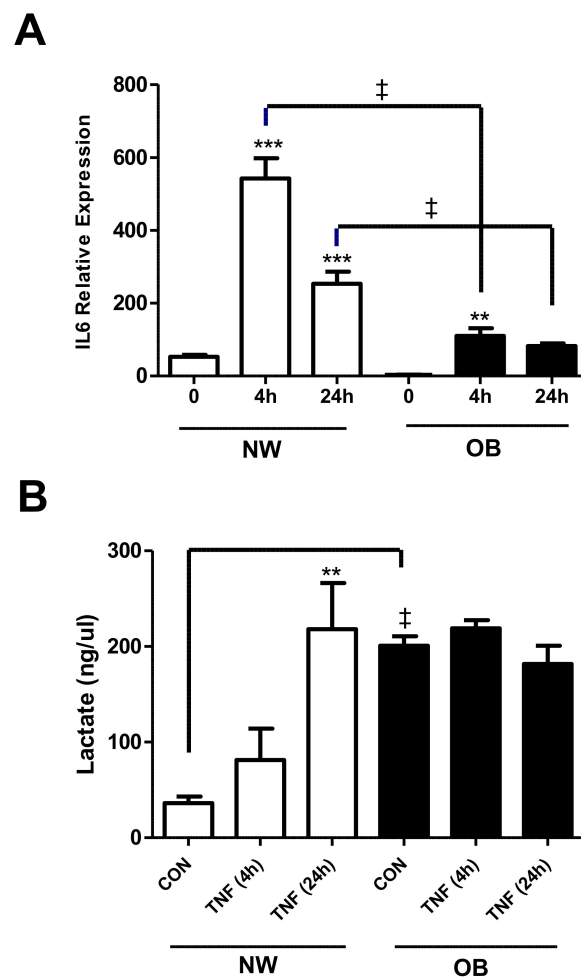 A
IL6 Relative Expression
800
600
400
200
0
‡
***
‡
***
**
0 4h 24h 0 4h 24h
NW OB
B
Lactate (ng/ul)
300
200
100
0
**
‡
CON TNF (4h) TNF (24h) CON TNF (4h) TNF (24h)
NW OB